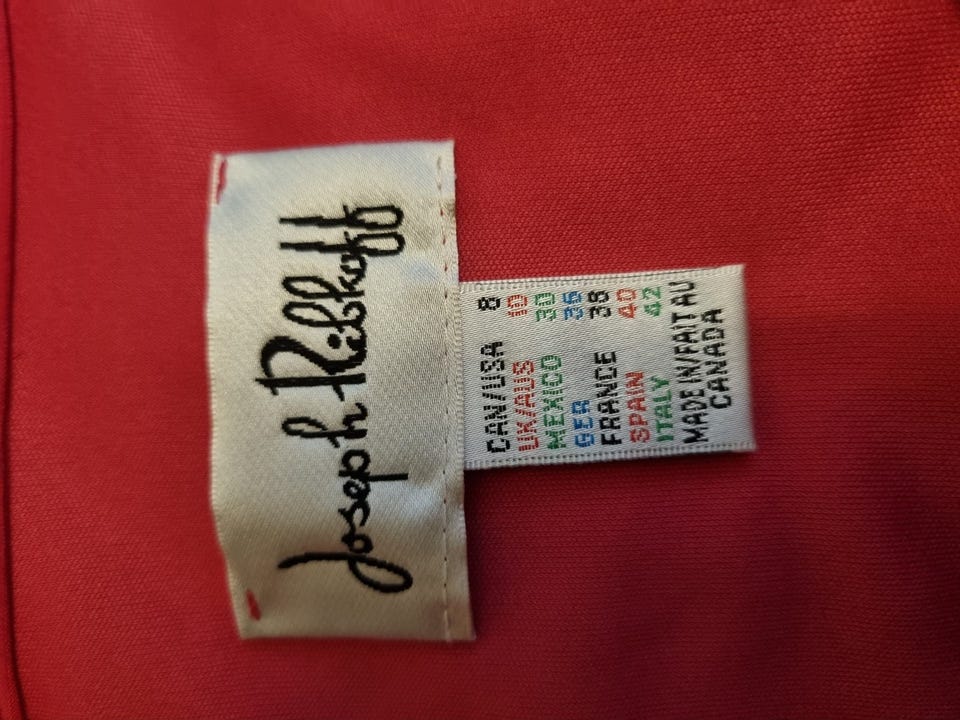 Joseph Ribkoff
CAN/USA 8
UK/AUS 10
MEXICO 30
GER 36
FRANCE 38
SPAIN 40
ITALY 42
MADE IN/FAIT AU
CANADA